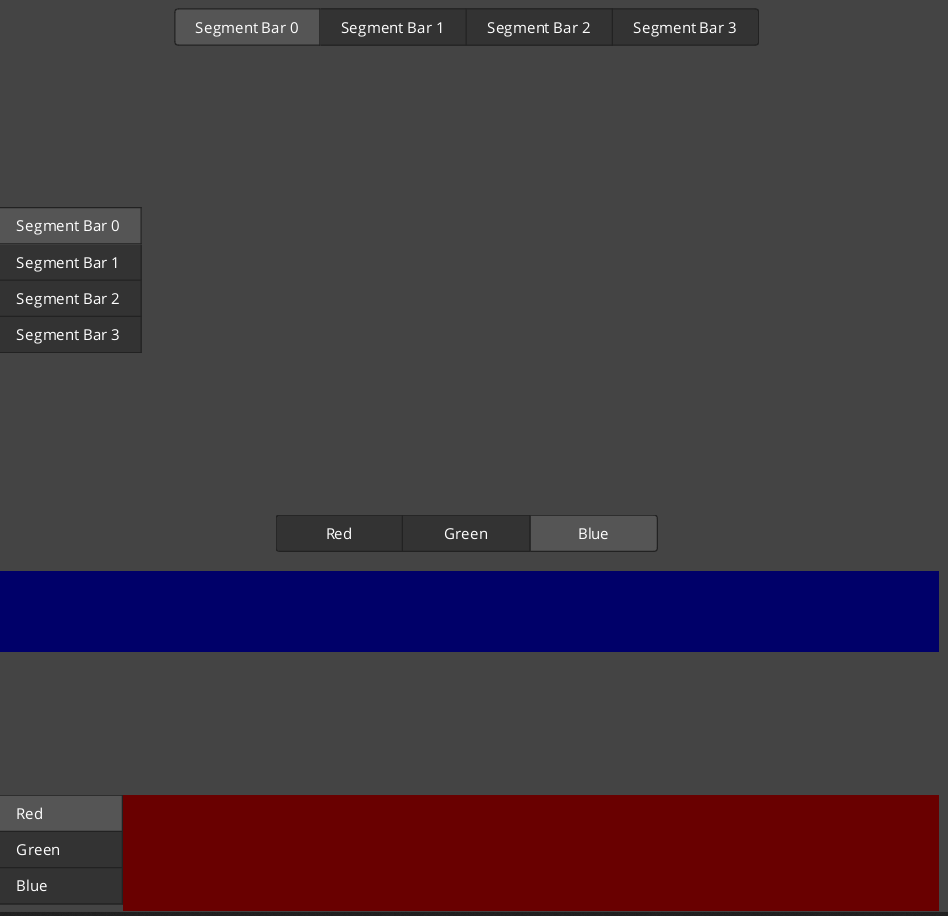 Segment Bar 0 Segment Bar 1 Segment Bar 2 Segment Bar 3
Segment Bar 0
Segment Bar 1
Segment Bar 2
Segment Bar 3
Red Green Blue
Red
Green
Blue